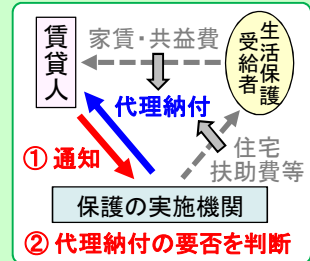 賃貸人
家賃・共益費
生活保護
受給者
代理納付
① 通知
住宅
扶助費等
保護の実施機関
② 代理納付の要否を判断